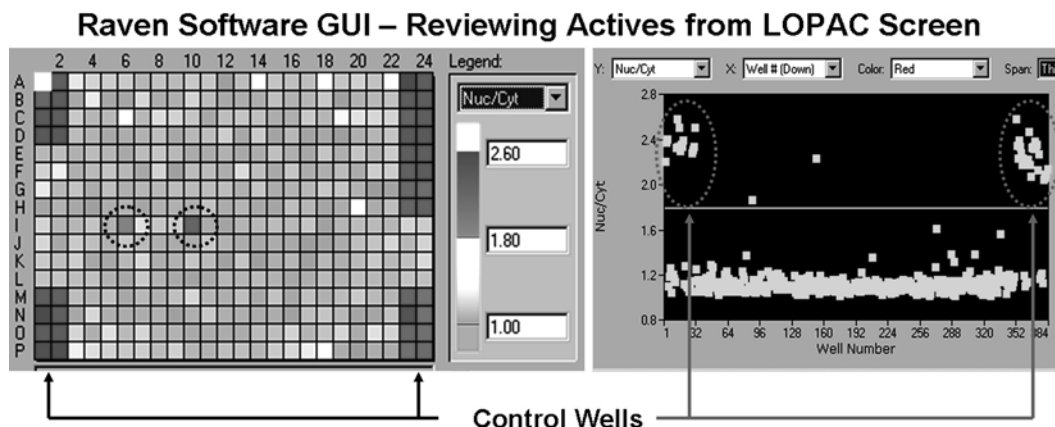 Raven Software GUI – Reviewing Actives from LOPAC Screen
2 4 6 8 10 12 14 16 18 20 22 24
A
B
C
D
E
F
G
H
I
J
K
L
M
N
O
P
Legend:
Nuc/Cyt
2.60
1.80
1.00
Y: Nuc/Cyt X: Well # (Down) Color: Red Span: Th
2.8
2.4
2.0
1.6
1.2
0.8
Nuc/Cyt
1 32 64 96 128 160 192 224 256 288 320 352 384
Well Number
Control Wells